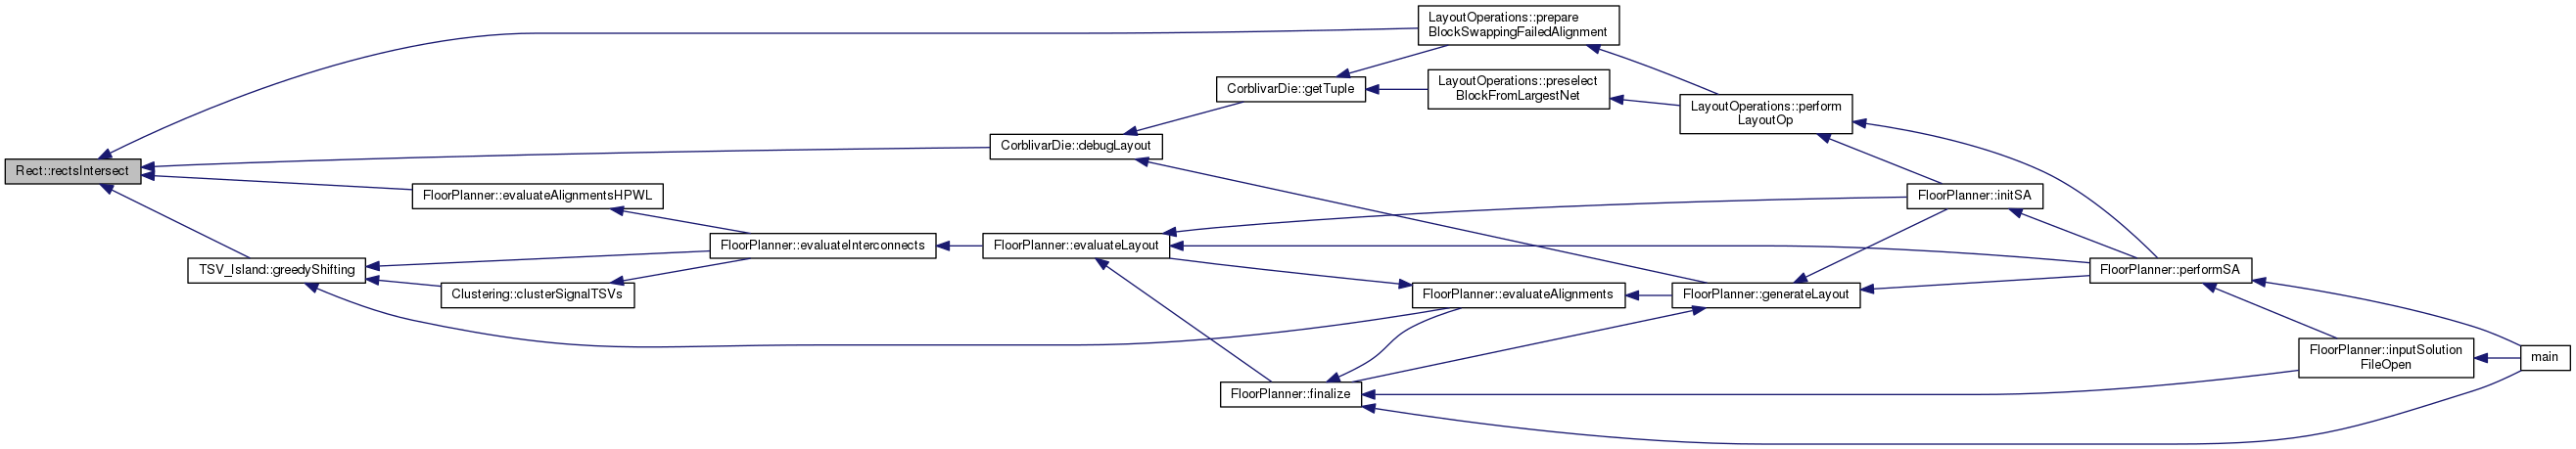 LayoutOperations::prepare
BlockSwappingFailedAlignment
LayoutOperations::preselect
BlockFromLargestNet
CorblivarDie::getTuple
LayoutOperations::perform
LayoutOp
CorblivarDie::debugLayout
Rect::rectsIntersect
FloorPlanner::evaluateAlignmentsHPWL
FloorPlanner::initSA
FloorPlanner::evaluateInterconnects
FloorPlanner::evaluateLayout
TSV_Island::greedyShifting
FloorPlanner::performSA
Clustering::clusterSignalTSVs
FloorPlanner::evaluateAlignments
FloorPlanner::generateLayout
FloorPlanner::inputSolution
FileOpen
main
FloorPlanner::finalize